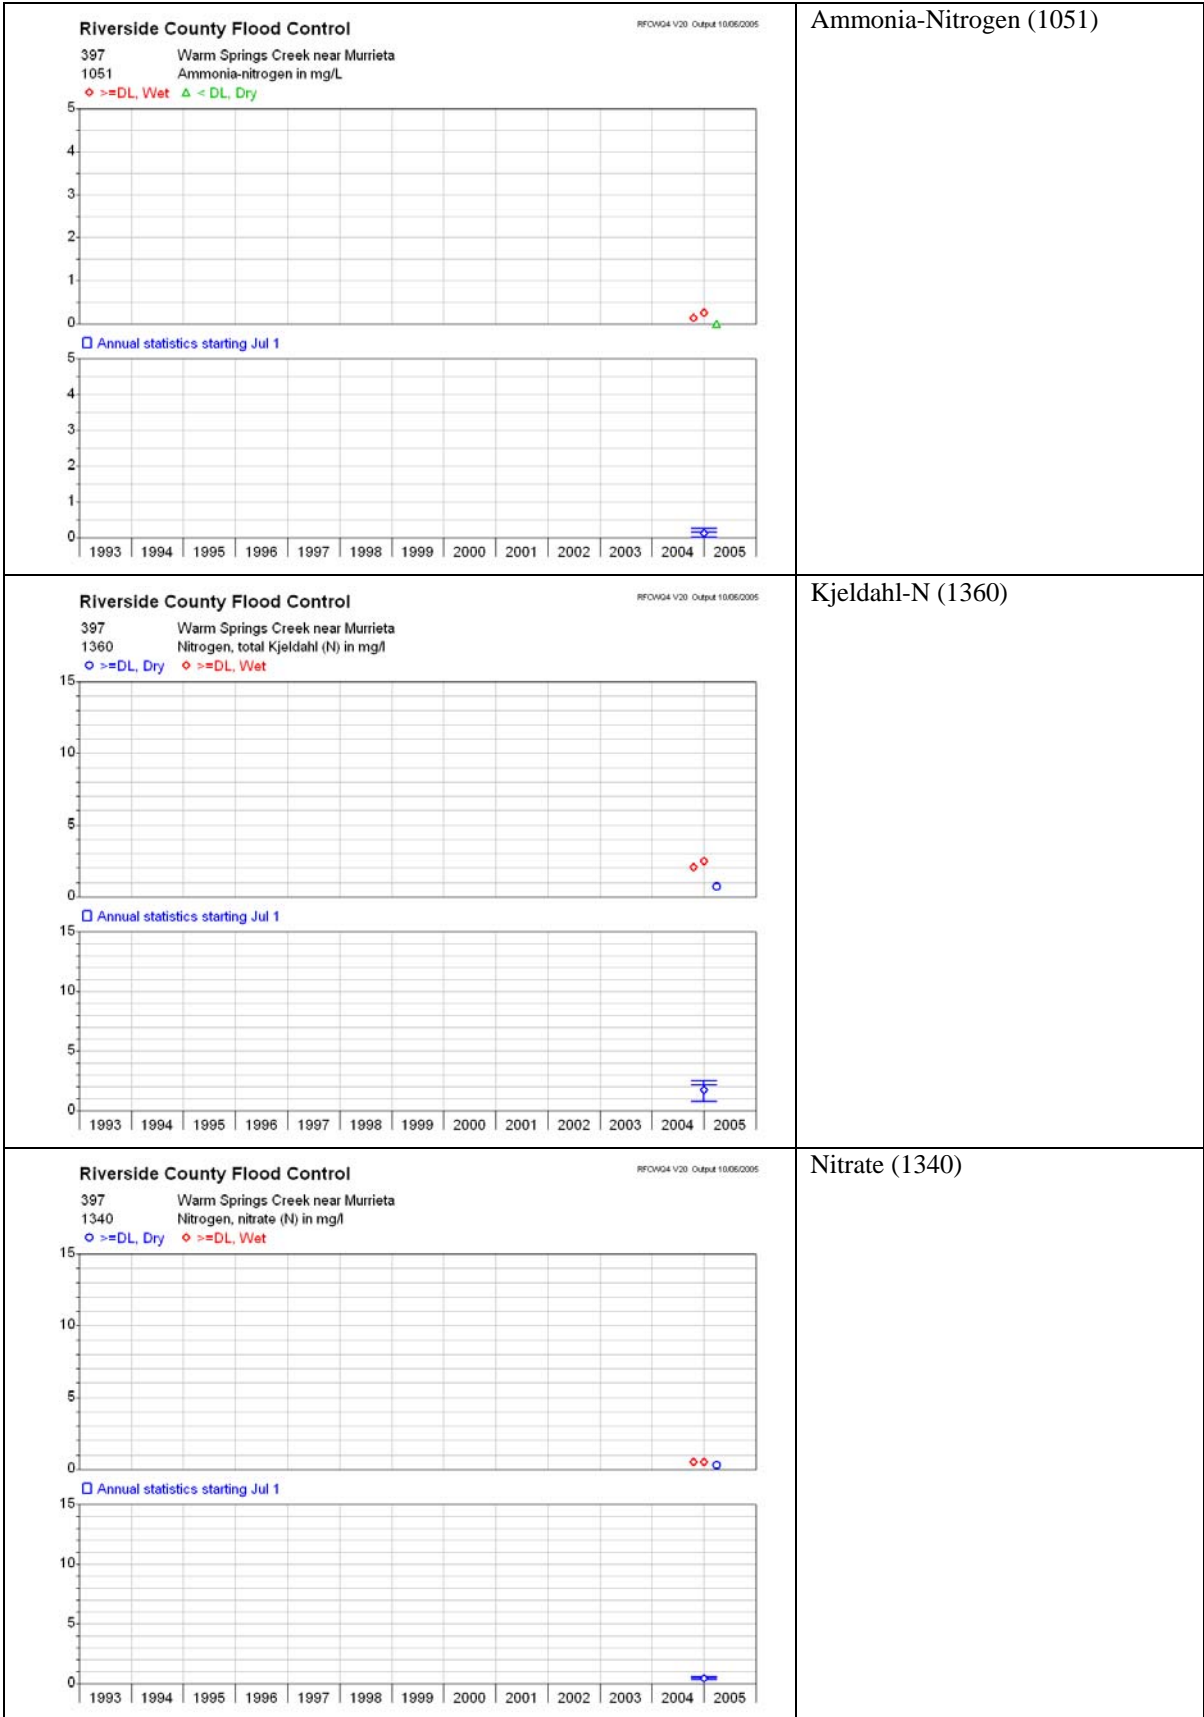 Riverside County Flood Control RFCWQ4 V20 Output 10/06/2005
397 Warm Springs Creek near Murrieta
1051 Ammonia-nitrogen in mg/L
>=DL, Wet < DL, Dry
5
4
3
2
1
0
Annual statistics starting Jul 1
5
4
3
2
1
0
1993 1994 1995 1996 1997 1998 1999 2000 2001 2002 2003 2004 2005
Ammonia-Nitrogen (1051)
Riverside County Flood Control RFCWQ4 V20 Output 10/06/2005
397 Warm Springs Creek near Murrieta
1360 Nitrogen, total Kjeldahl (N) in mg/l
>=DL, Dry >=DL, Wet
15
10
5
0
Annual statistics starting Jul 1
15
10
5
0
1993 1994 1995 1996 1997 1998 1999 2000 2001 2002 2003 2004 2005
Kjeldahl-N (1360)
Riverside County Flood Control RFCWQ4 V20 Output 10/06/2005
397 Warm Springs Creek near Murrieta
1340 Nitrogen, nitrate (N) in mg/l
>=DL, Dry >=DL, Wet
15
10
5
0
Annual statistics starting Jul 1
15
10
5
0
1993 1994 1995 1996 1997 1998 1999 2000 2001 2002 2003 2004 2005
Nitrate (1340)